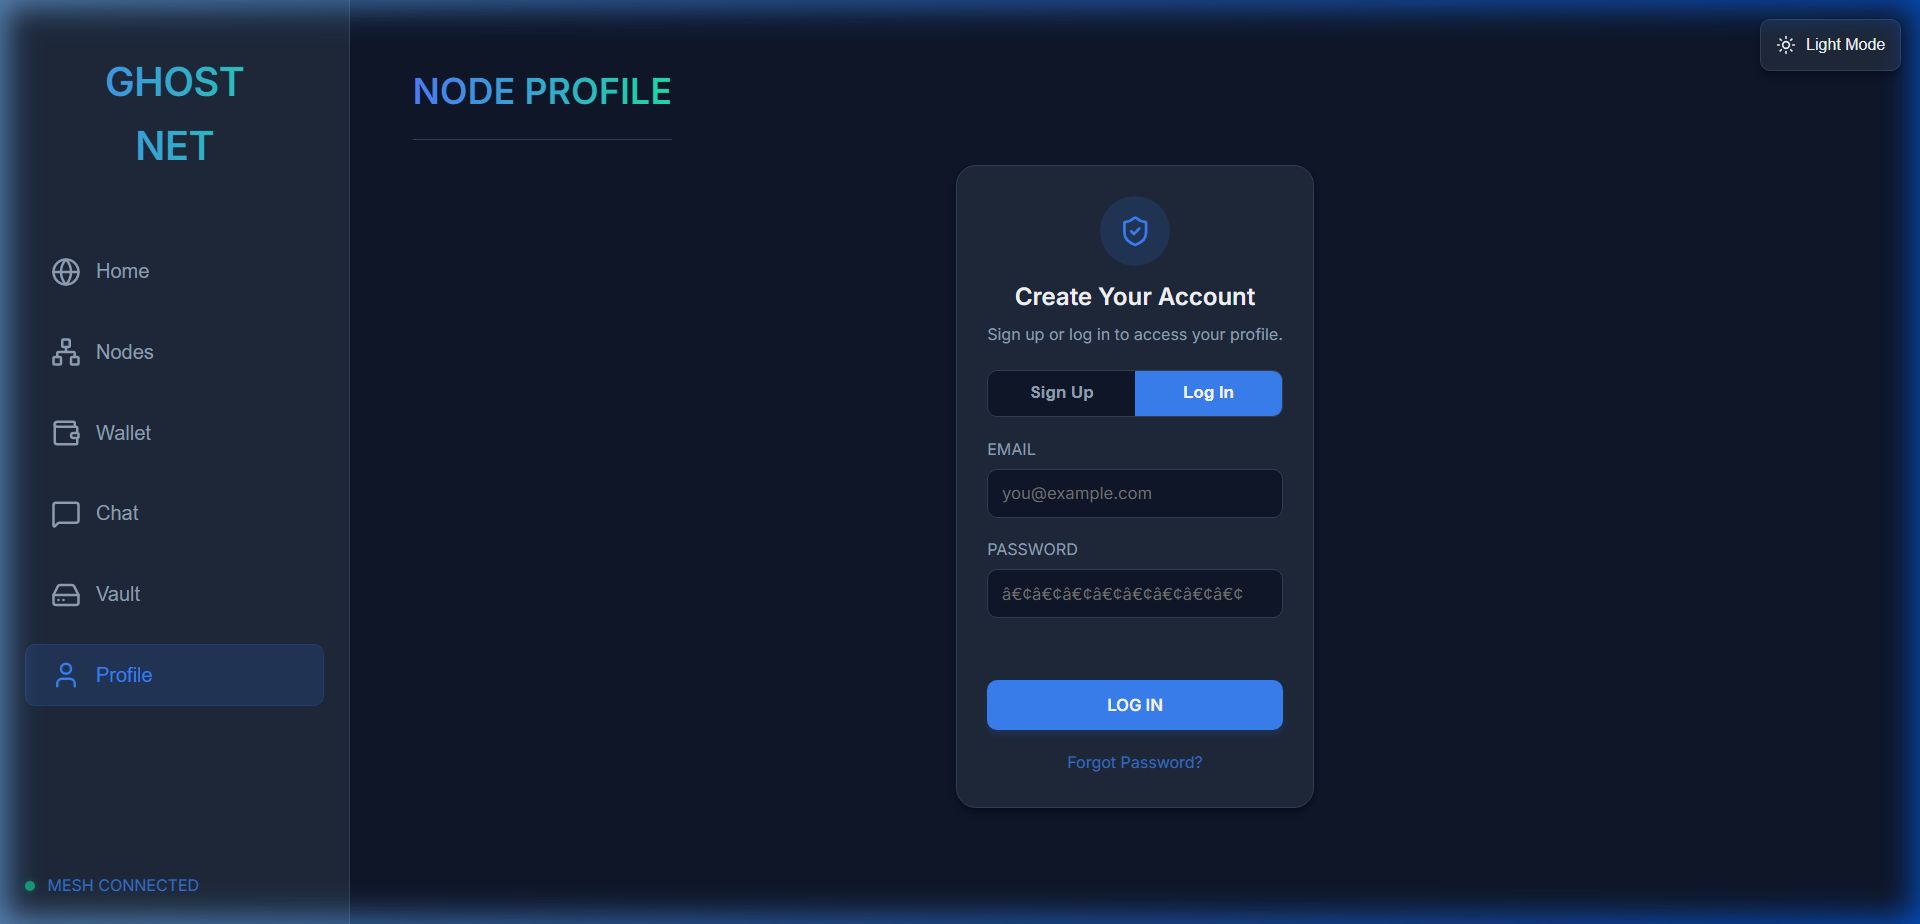 GHOST
NET
Home
Nodes
Wallet
Chat
Vault
Profile
MESH CONNECTED
Light Mode
NODE PROFILE
Create Your Account
Sign up or log in to access your profile.
Sign Up
Log In
EMAIL
you@example.com
PASSWORD
â€¢â€¢â€¢â€¢â€¢â€¢â€¢â€¢
LOG IN
Forgot Password?